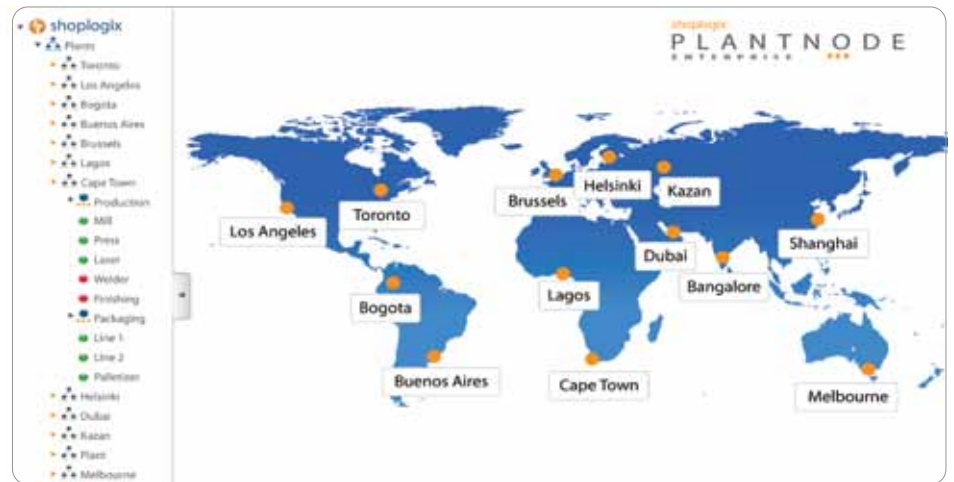 shoplogix
Plants
Toronto
Los Angeles
Bogota
Buenos Aires
Brussels
Lagos
Cape Town
Production
Mill
Press
Laser
Welder
Finishing
Packaging
Line 1
Line 2
Palletizer
Helsinki
Dubai
Kazan
Plant
Melbourne
shoplogix
PLANTNODE
ENTERPRISE
Los Angeles
Toronto
Bogota
Buenos Aires
Brussels
Helsinki
Kazan
Lagos
Dubai
Bangalore
Shanghai
Cape Town
Melbourne